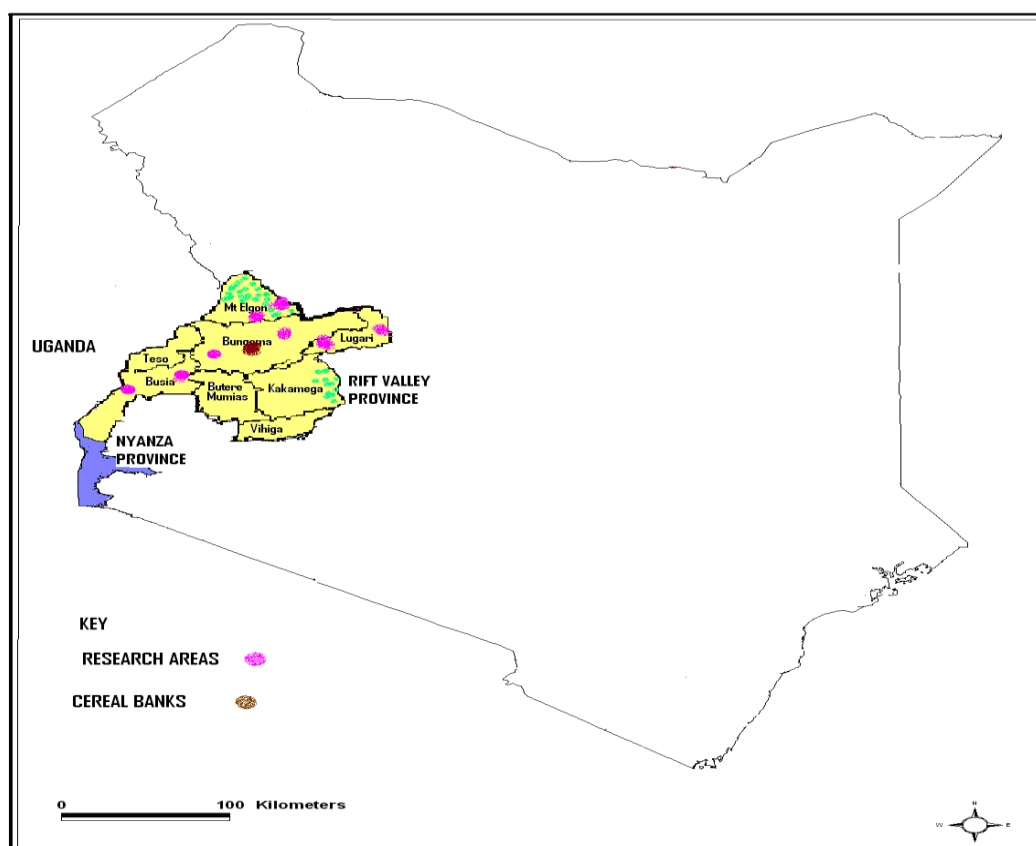 Mt Elgon
Bungoma
Lugari
UGANDA
Teso
Busia
Butere
Mumias
Kakamega
RIFT VALLEY
PROVINCE
Vihiga
NYANZA
PROVINCE
KEY
RESEARCH AREAS
CEREAL BANKS
0 100 Kilometers
N
W E
S